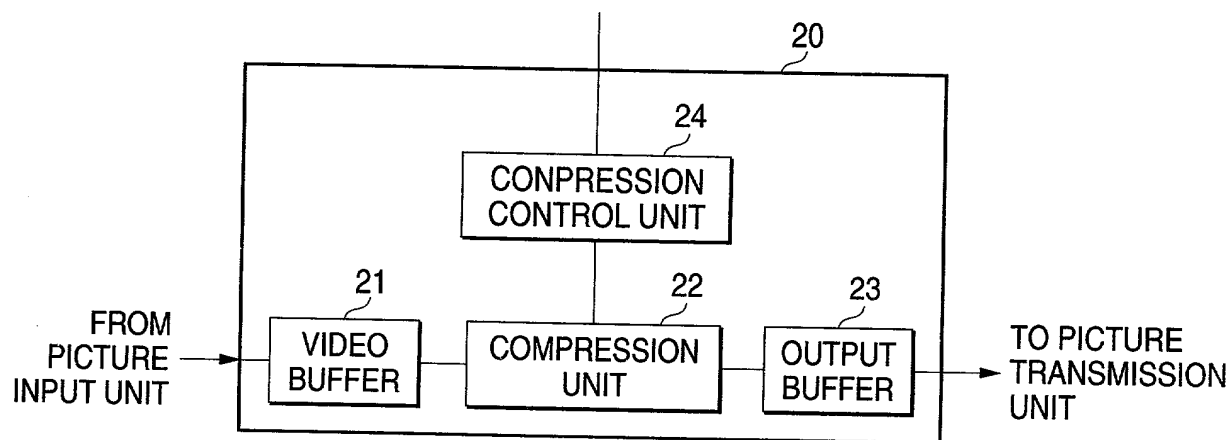 20
24
CONPRESSION
CONTROL UNIT
21
22
23
FROM
PICTURE
INPUT UNIT
VIDEO
BUFFER
COMPRESSION
UNIT
OUTPUT
BUFFER
TO PICTURE
TRANSMISSION
UNIT